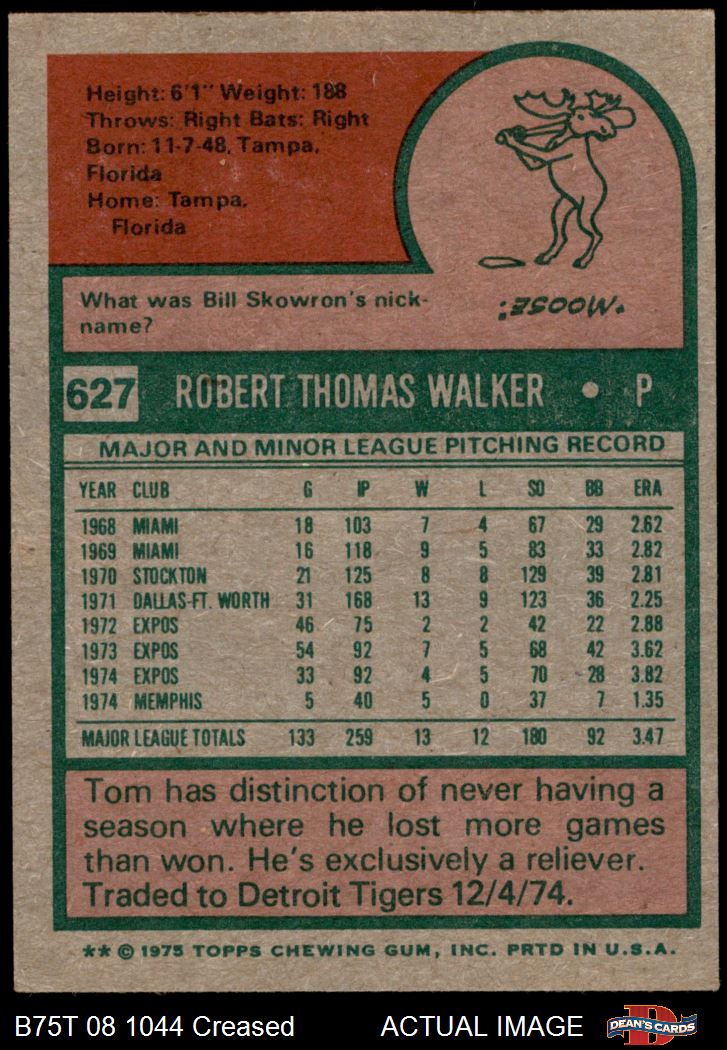 Height: 6'1" Weight: 188
Throws: Right Bats: Right
Born: 11-7-48, Tampa,
Florida
Home: Tampa,
Florida
What was Bill Skowron's nick-
name?
"MOOSE."
627 ROBERT THOMAS WALKER • P
MAJOR AND MINOR LEAGUE PITCHING RECORD
YEAR CLUB G IP W L SO BB ERA
1968 MIAMI 18 103 7 4 67 29 2.62
1969 MIAMI 16 118 9 5 83 33 2.82
1970 STOCKTON 21 125 8 8 129 39 2.81
1971 DALLAS-FT. WORTH 31 168 13 9 123 36 2.25
1972 EXPOS 46 75 2 2 42 22 2.88
1973 EXPOS 54 92 7 5 68 42 3.62
1974 EXPOS 33 92 4 5 70 28 3.82
1974 MEMPHIS 5 40 5 0 37 7 1.35
MAJOR LEAGUE TOTALS 133 259 13 12 180 92 3.47
Tom has distinction of never having a
season where he lost more games
than won. He's exclusively a reliever.
Traded to Detroit Tigers 12/4/74.
** © 1975 TOPPS CHEWING GUM, INC. PRTD IN U.S.A.
B75T 08 1044 Creased ACTUAL IMAGE
D
DEAN'S CARDS